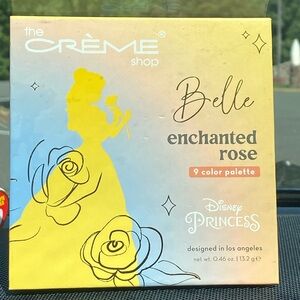 the
CRÈME®
shop
Belle
enchanted
rose
9 color palette
Disney
PRINCESS
designed in los angeles
net. wt. 0.46 oz. (13.2 g)℮